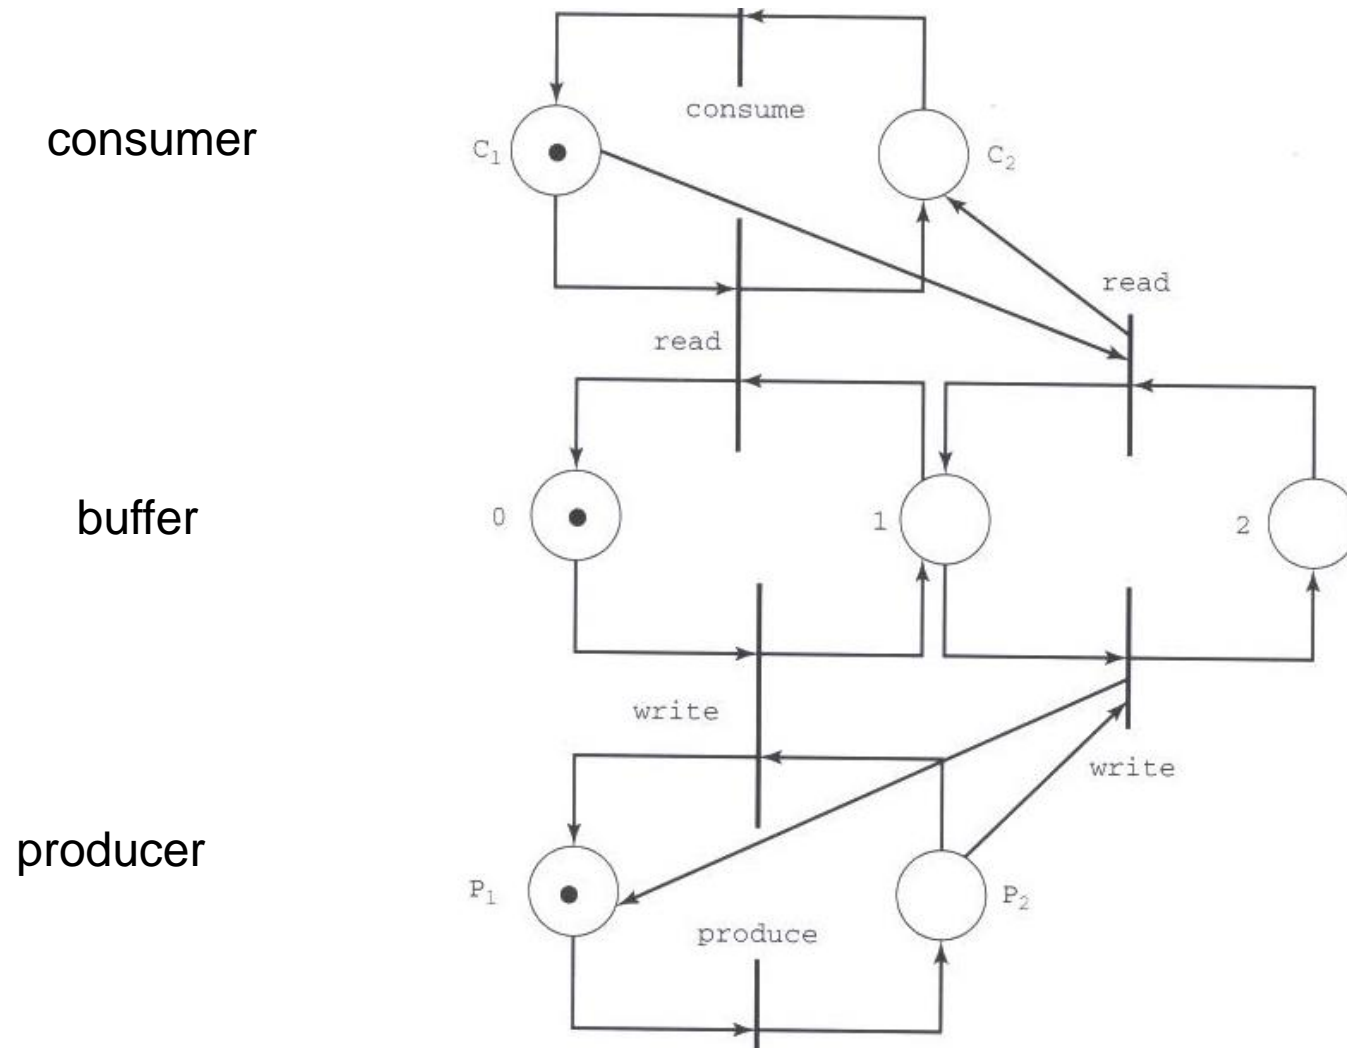 consume
consumer
C₁
C₂
read
read
buffer
0
1
2
write
write
producer
P₁
P₂
produce